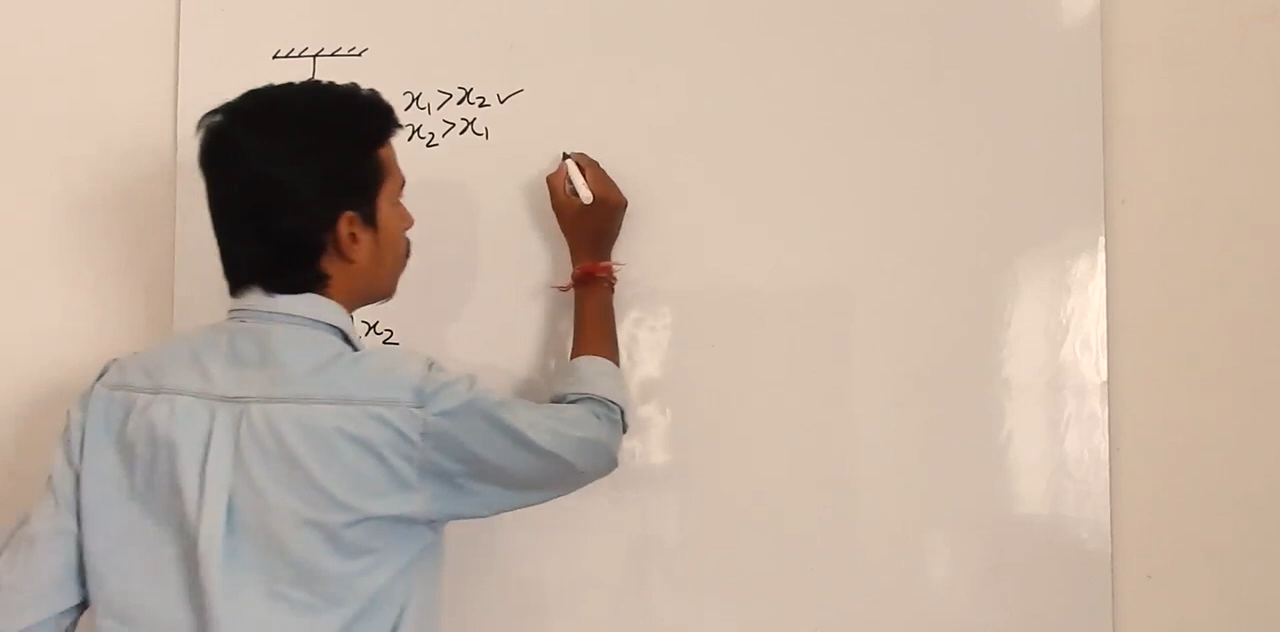 x₁ > x₂ ✓
x₂ > x₁
x₂